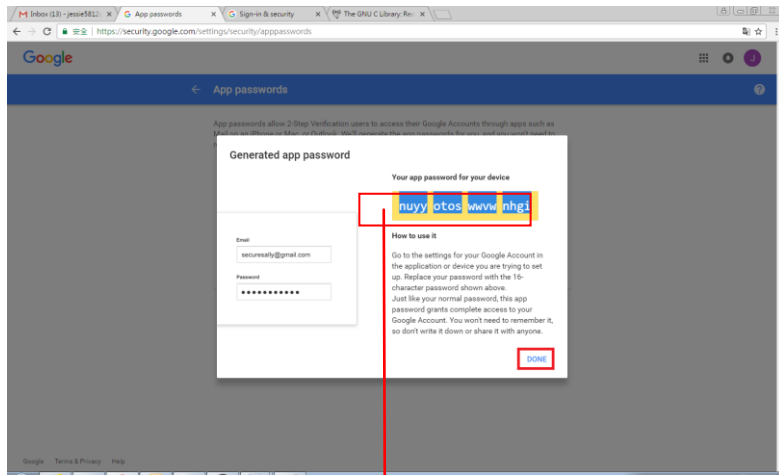 Inbox (13) - jessie5812
App passwords
Sign-in & security
The GNU C Library: Re
安全 | https://security.google.com/settings/security/apppasswords
Google
J
App passwords
App passwords allow 2-Step Verification users to access their Google Accounts through apps such as
Mail on an iPhone or Mac, or Outlook. We'll generate the app passwords for you, and you won't need to
Generated app password
Your app password for your device
nuyy otos wwvw nhgi
Email
securesally@gmail.com
Password
How to use it
Go to the settings for your Google Account in
the application or device you are trying to set
up. Replace your password with the 16-
character password shown above.
Just like your normal password, this app
password grants complete access to your
Google Account. You won't need to remember it,
so don't write it down or share it with anyone.
DONE
Google Terms & Privacy Help